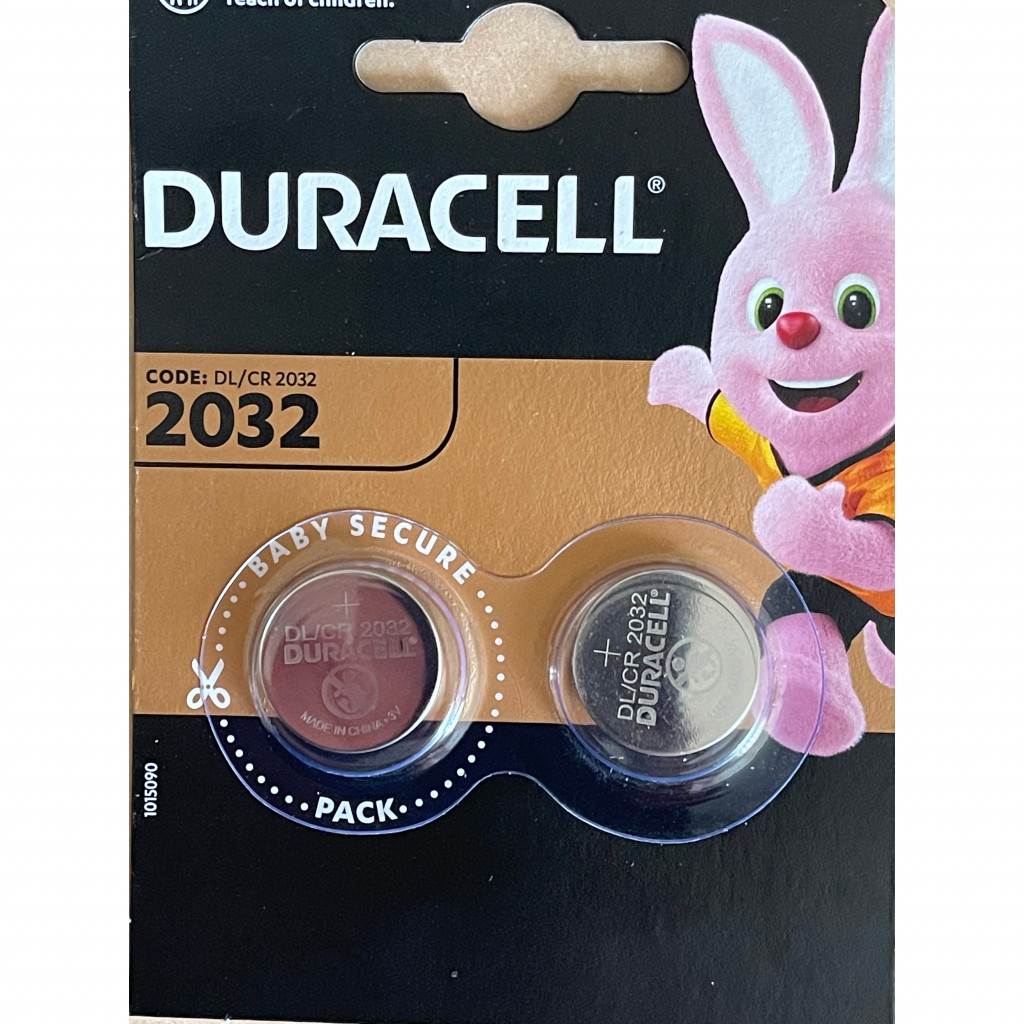 reach of children.
DURACELL®
CODE: DL/CR 2032
2032
BABY SECURE
PACK
DL/CR 2032
DURACELL
MADE IN CHINA • 3V
DL/CR 2032
DURACELL®
1015090